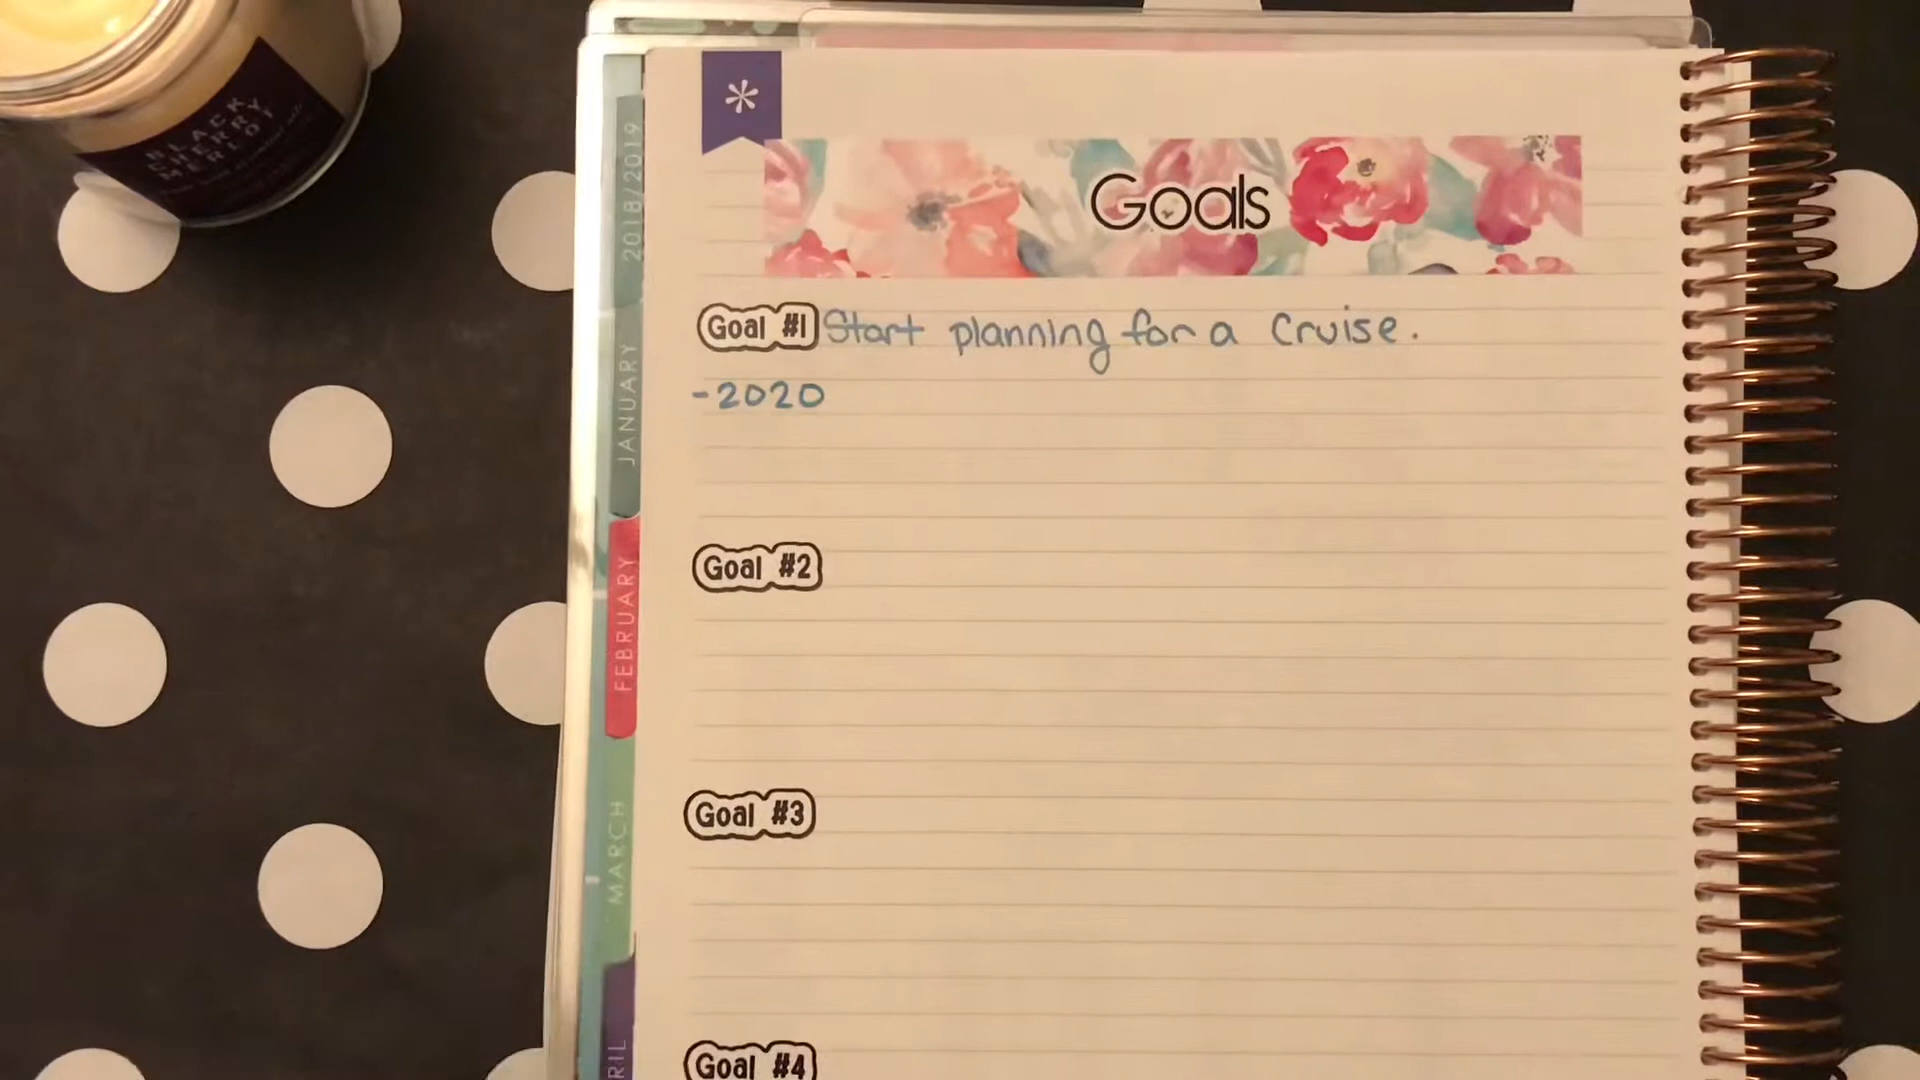 BLACK
CHERRY
MERLOT
*
Goals
2018/2019
JANUARY
FEBRUARY
MARCH
RIL
Goal #1 Start planning for a Cruise.
-2020
Goal #2
Goal #3
Goal #4